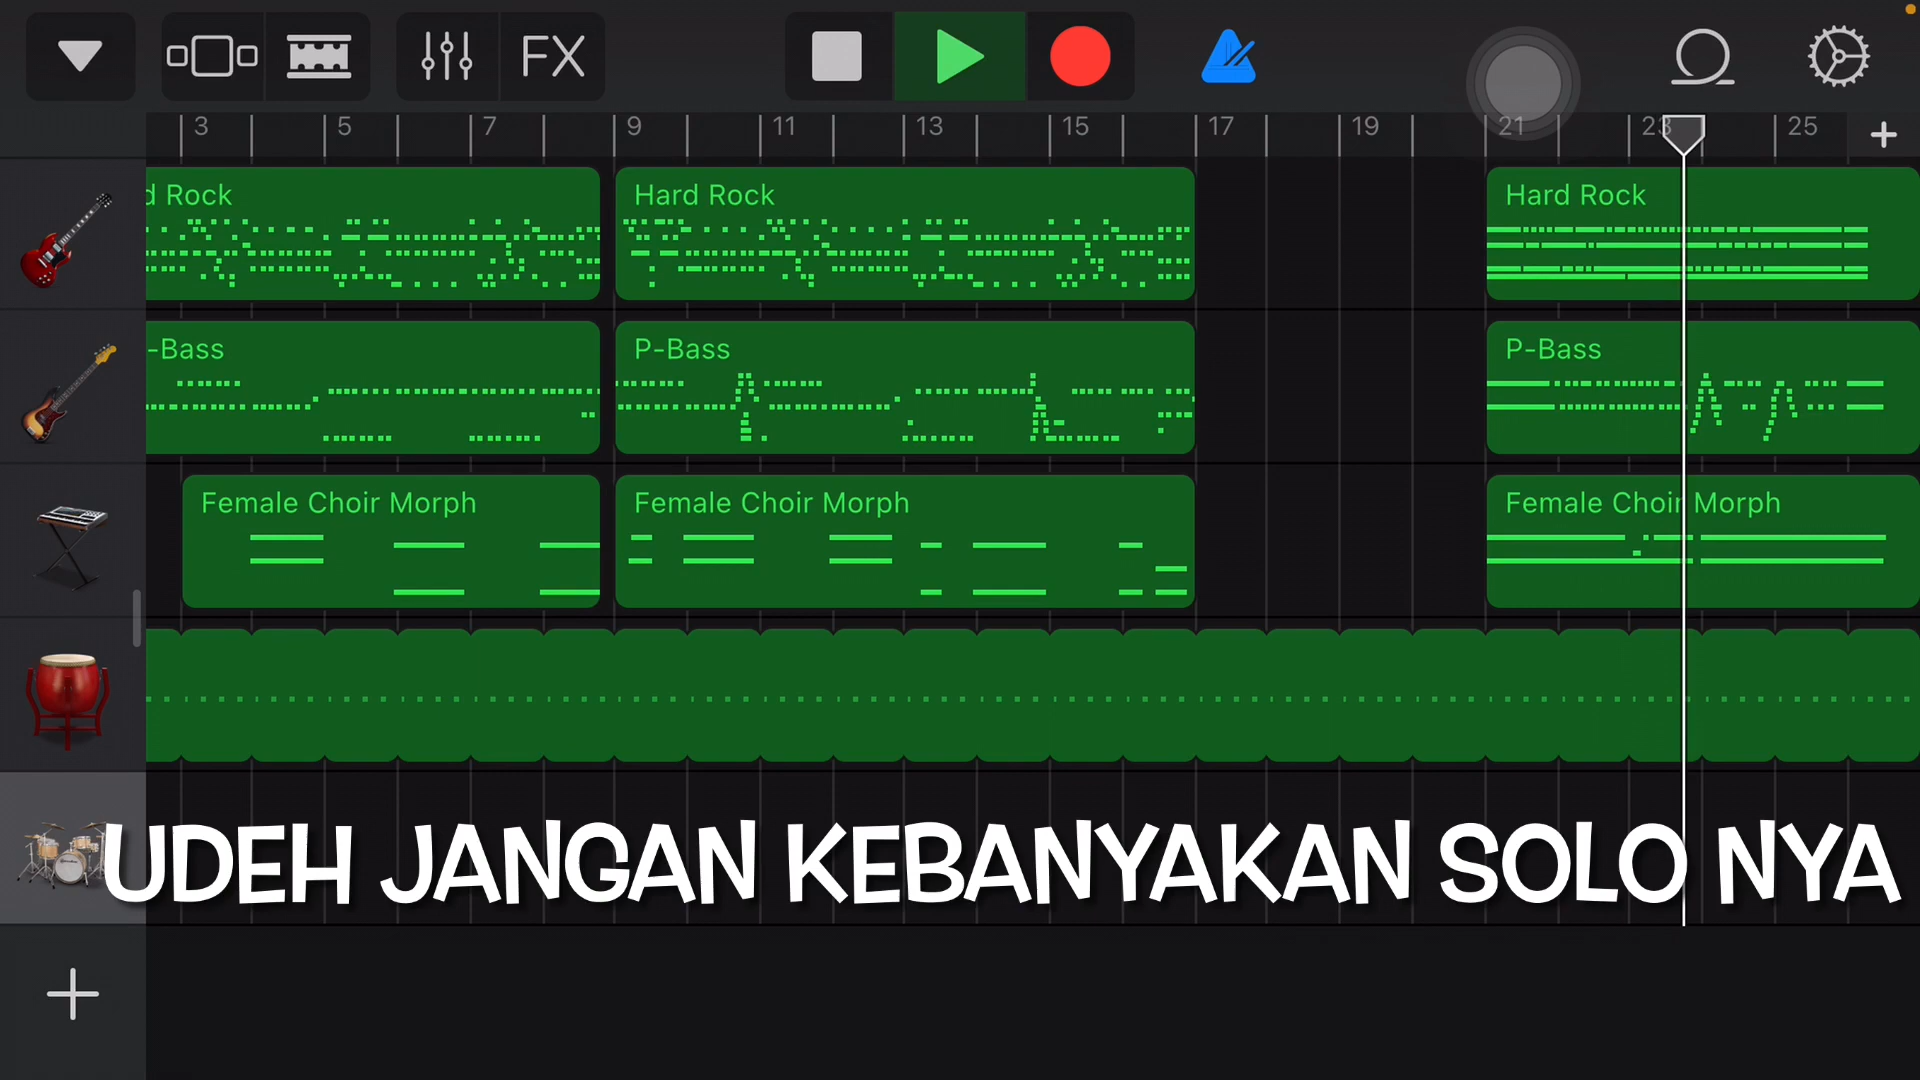 FX
3 5 7 9 11 13 15 17 19 21 23 25
d Rock Hard Rock Hard Rock
-Bass P-Bass P-Bass
Female Choir Morph Female Choir Morph Female Choir Morph
UDEH JANGAN KEBANYAKAN SOLO NYA